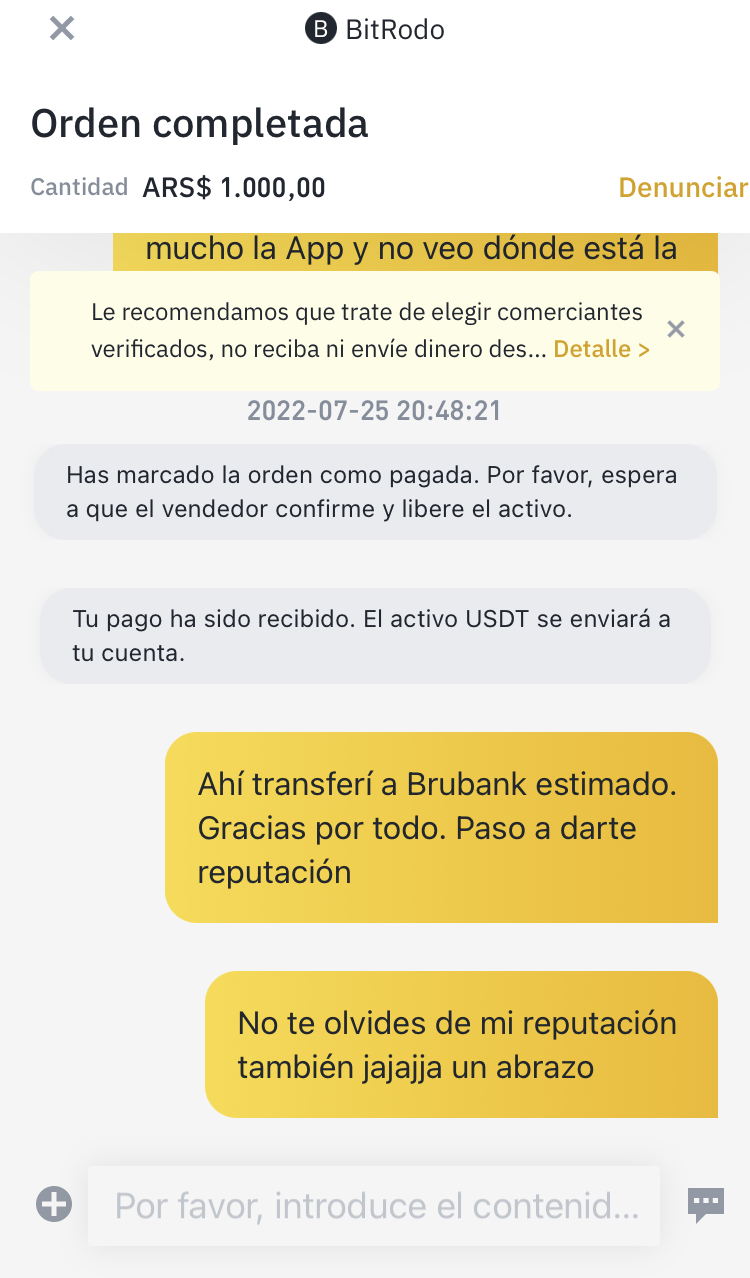 B BitRodo
Orden completada
Cantidad ARS$ 1.000,00 Denunciar
mucho la App y no veo dónde está la
Le recomendamos que trate de elegir comerciantes
verificados, no reciba ni envíe dinero des... Detalle >
2022-07-25 20:48:21
Has marcado la orden como pagada. Por favor, espera
a que el vendedor confirme y libere el activo.
Tu pago ha sido recibido. El activo USDT se enviará a
tu cuenta.
Ahí transferí a Brubank estimado.
Gracias por todo. Paso a darte
reputación
No te olvides de mi reputación
también jajajja un abrazo
Por favor, introduce el contenid...